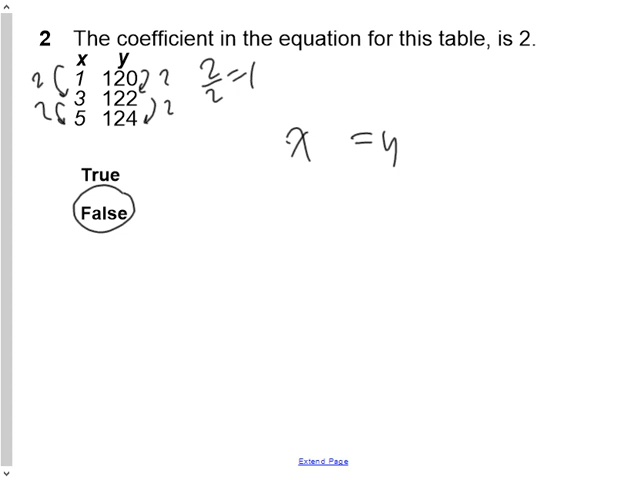 2 The coefficient in the equation for this table, is 2.
x y
2 1 120 2 2/2=1
3 122
2 5 124 2
x = y
True
False
Extend Page